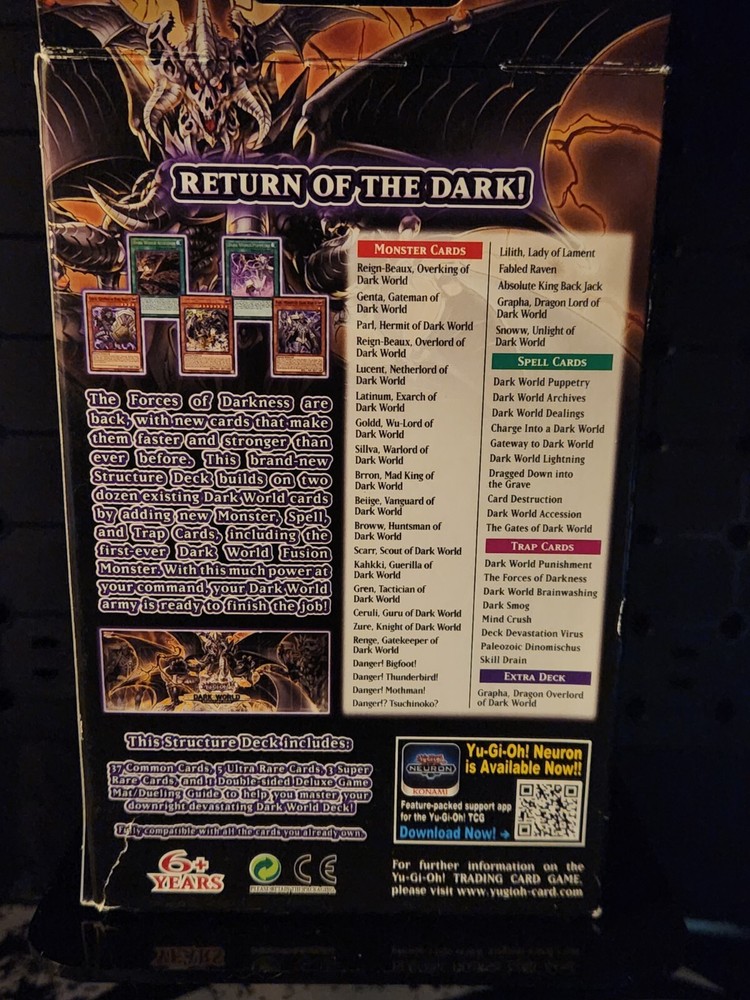 RETURN OF THE DARK!
The Forces of Darkness are
back, with new cards that make
them faster and stronger than
ever before. This brand-new
Structure Deck builds on two
dozen existing Dark World cards
by adding new Monster, Spell,
and Trap Cards, including the
first-ever Dark World Fusion
Monster. With this much power at
your command, your Dark World
army is ready to finish the job!
DARK WORLD
MONSTER CARDS
Reign-Beaux, Overking of
Dark World
Genta, Gateman of
Dark World
Parl, Hermit of Dark World
Reign-Beaux, Overlord of
Dark World
Lucent, Netherlord of
Dark World
Latinum, Exarch of
Dark World
Goldd, Wu-Lord of
Dark World
Sillva, Warlord of
Dark World
Brron, Mad King of
Dark World
Beiige, Vanguard of
Dark World
Broww, Huntsman of
Dark World
Scarr, Scout of Dark World
Kahkki, Guerilla of
Dark World
Gren, Tactician of
Dark World
Ceruli, Guru of Dark World
Zure, Knight of Dark World
Renge, Gatekeeper of
Dark World
Danger! Bigfoot!
Danger! Thunderbird!
Danger! Mothman!
Danger!? Tsuchinoko?
Lilith, Lady of Lament
Fabled Raven
Absolute King Back Jack
Grapha, Dragon Lord of
Dark World
Snoww, Unlight of
Dark World
SPELL CARDS
Dark World Puppetry
Dark World Archives
Dark World Dealings
Charge Into a Dark World
Gateway to Dark World
Dark World Lightning
Dragged Down into
the Grave
Card Destruction
Dark World Accession
The Gates of Dark World
TRAP CARDS
Dark World Punishment
The Forces of Darkness
Dark World Brainwashing
Dark Smog
Mind Crush
Deck Devastation Virus
Paleozoic Dinomischus
Skill Drain
EXTRA DECK
Grapha, Dragon Overlord
of Dark World
This Structure Deck includes:
37 Common Cards, 5 Ultra Rare Cards, 3 Super
Rare Cards, and 1 Double-sided Deluxe Game
Mat/Dueling Guide to help you master your
downright devastating Dark World Deck!
Fully compatible with all the cards you already own.
6+
YEARS
CE
NEURON
KONAMI
Yu-Gi-Oh! Neuron
is Available Now!!
Feature-packed support app
for the Yu-Gi-Oh! TCG
Download Now!
For further information on the
Yu-Gi-Oh! TRADING CARD GAME,
please visit www.yugioh-card.com